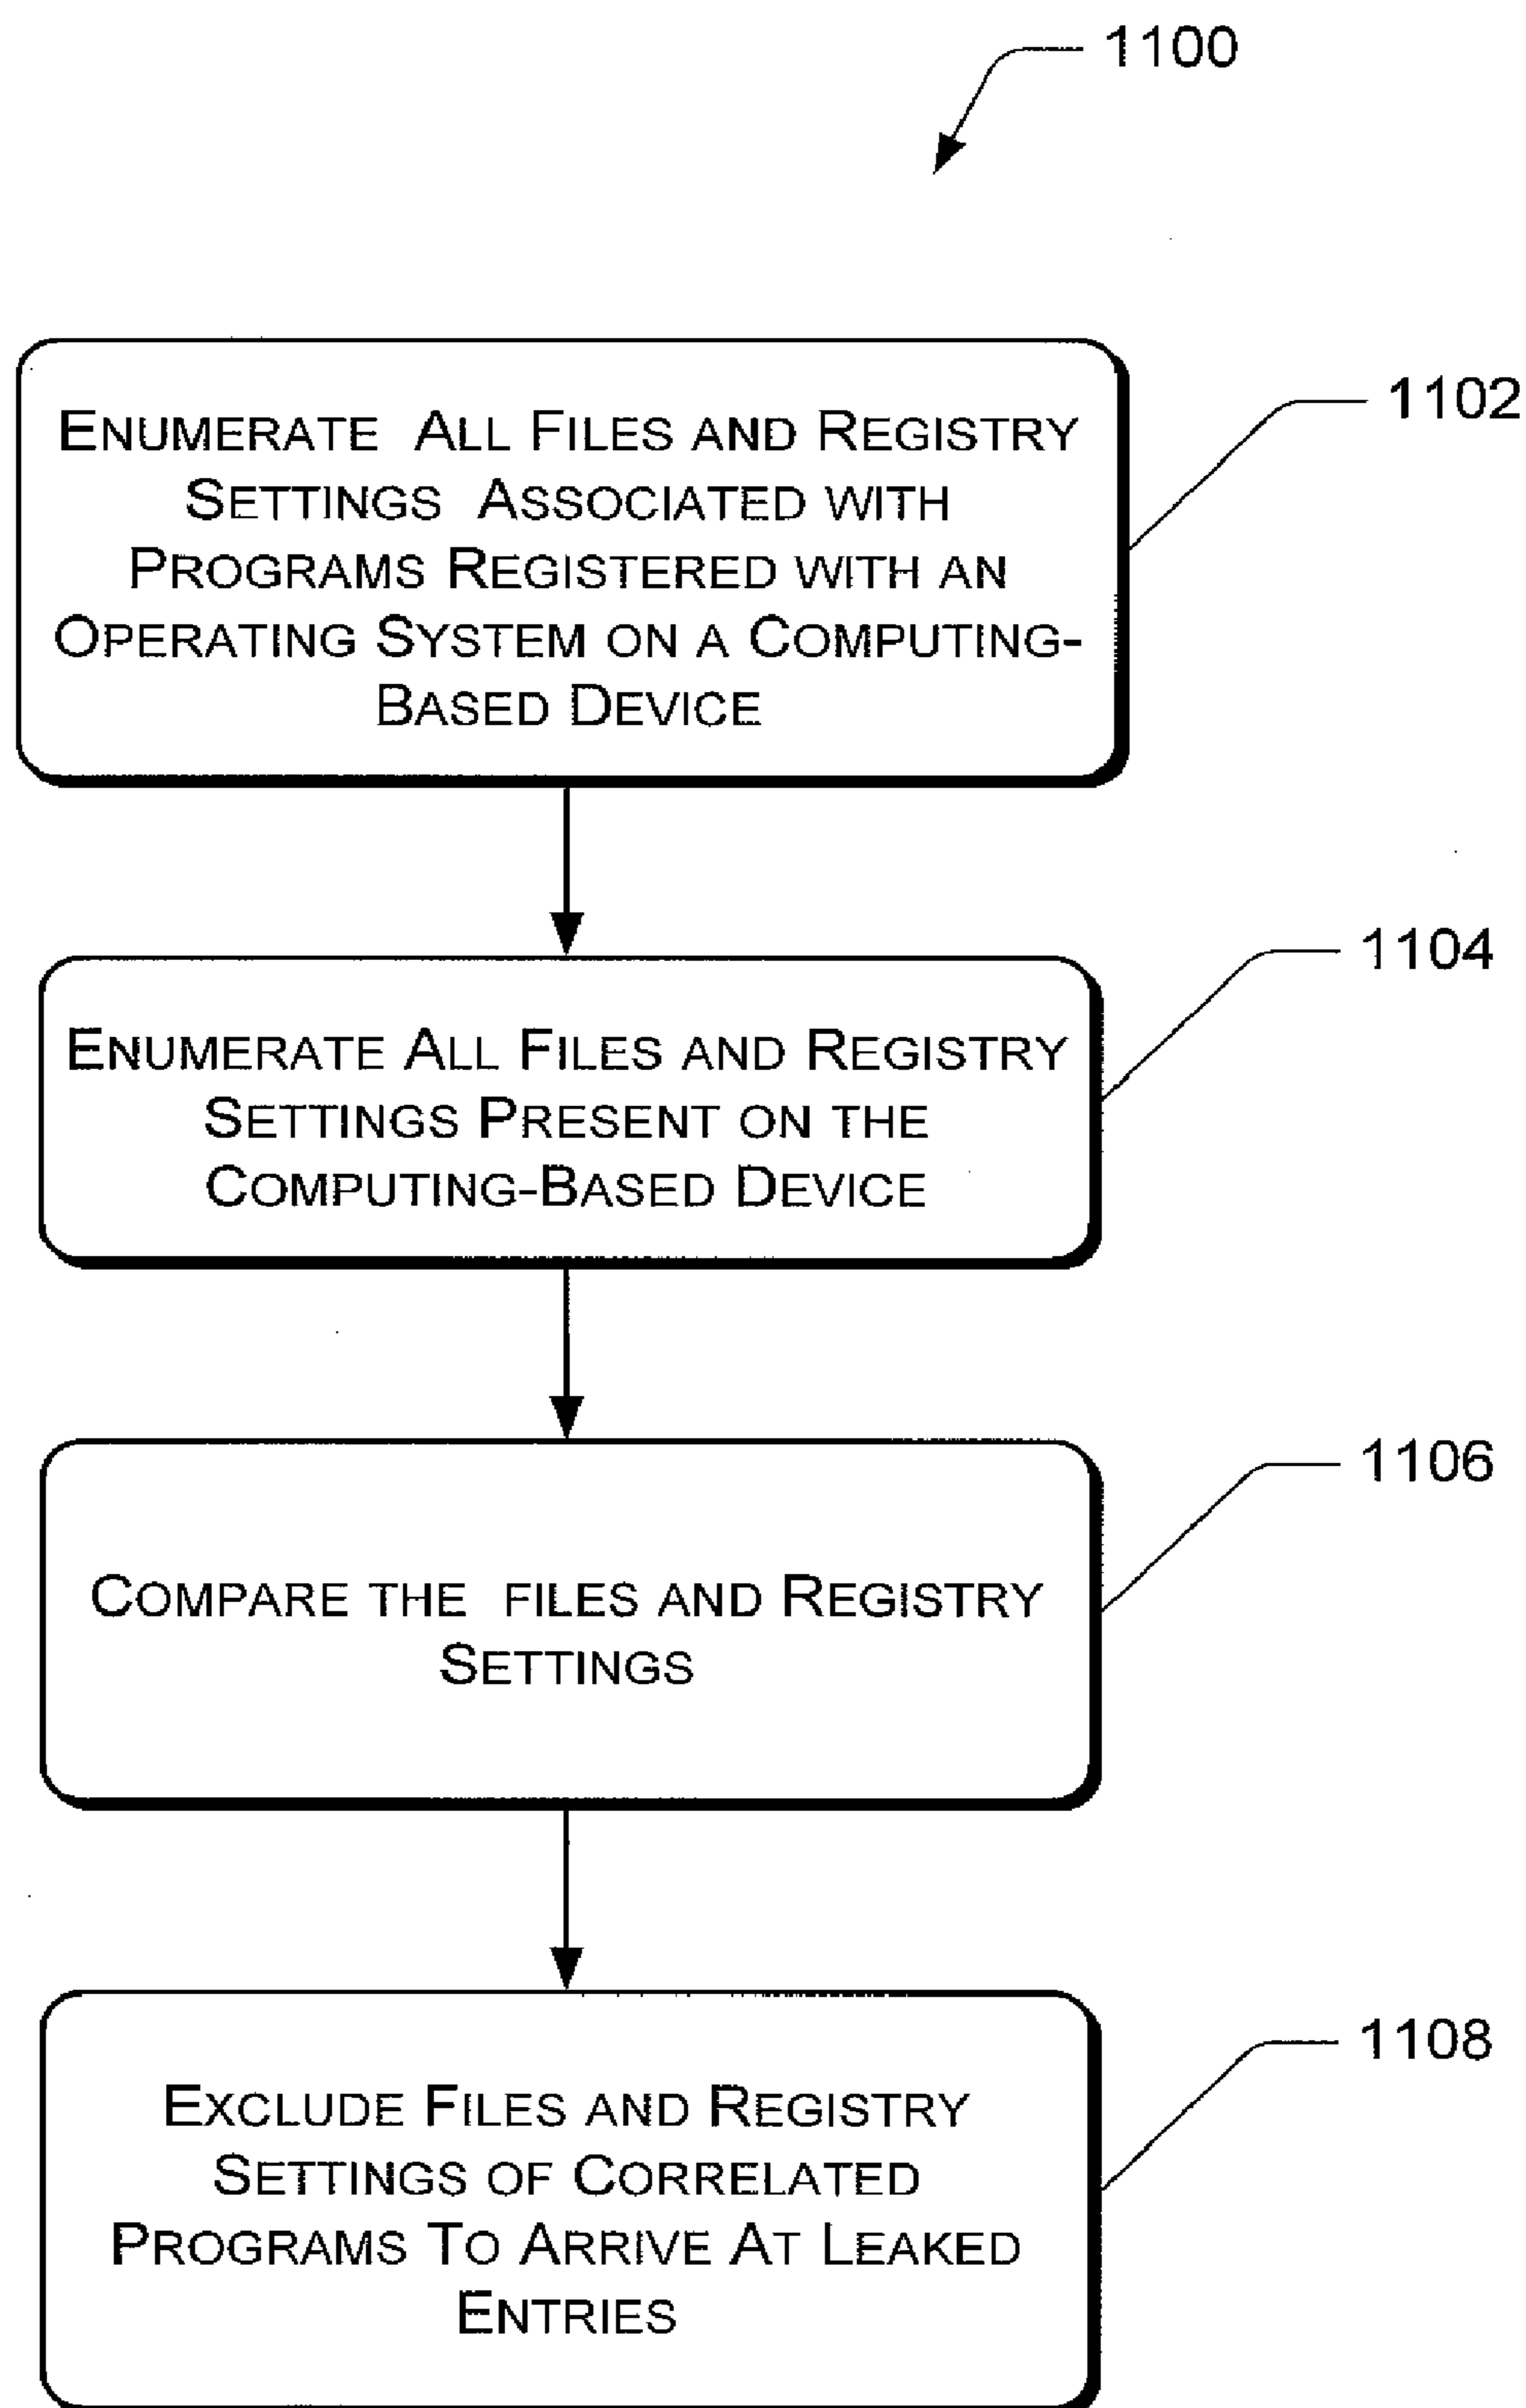 1100
1102
ENUMERATE ALL FILES AND REGISTRY
SETTINGS ASSOCIATED WITH
PROGRAMS REGISTERED WITH AN
OPERATING SYSTEM ON A COMPUTING-
BASED DEVICE
1104
ENUMERATE ALL FILES AND REGISTRY
SETTINGS PRESENT ON THE
COMPUTING-BASED DEVICE
1106
COMPARE THE FILES AND REGISTRY
SETTINGS
1108
EXCLUDE FILES AND REGISTRY
SETTINGS OF CORRELATED
PROGRAMS TO ARRIVE AT LEAKED
ENTRIES